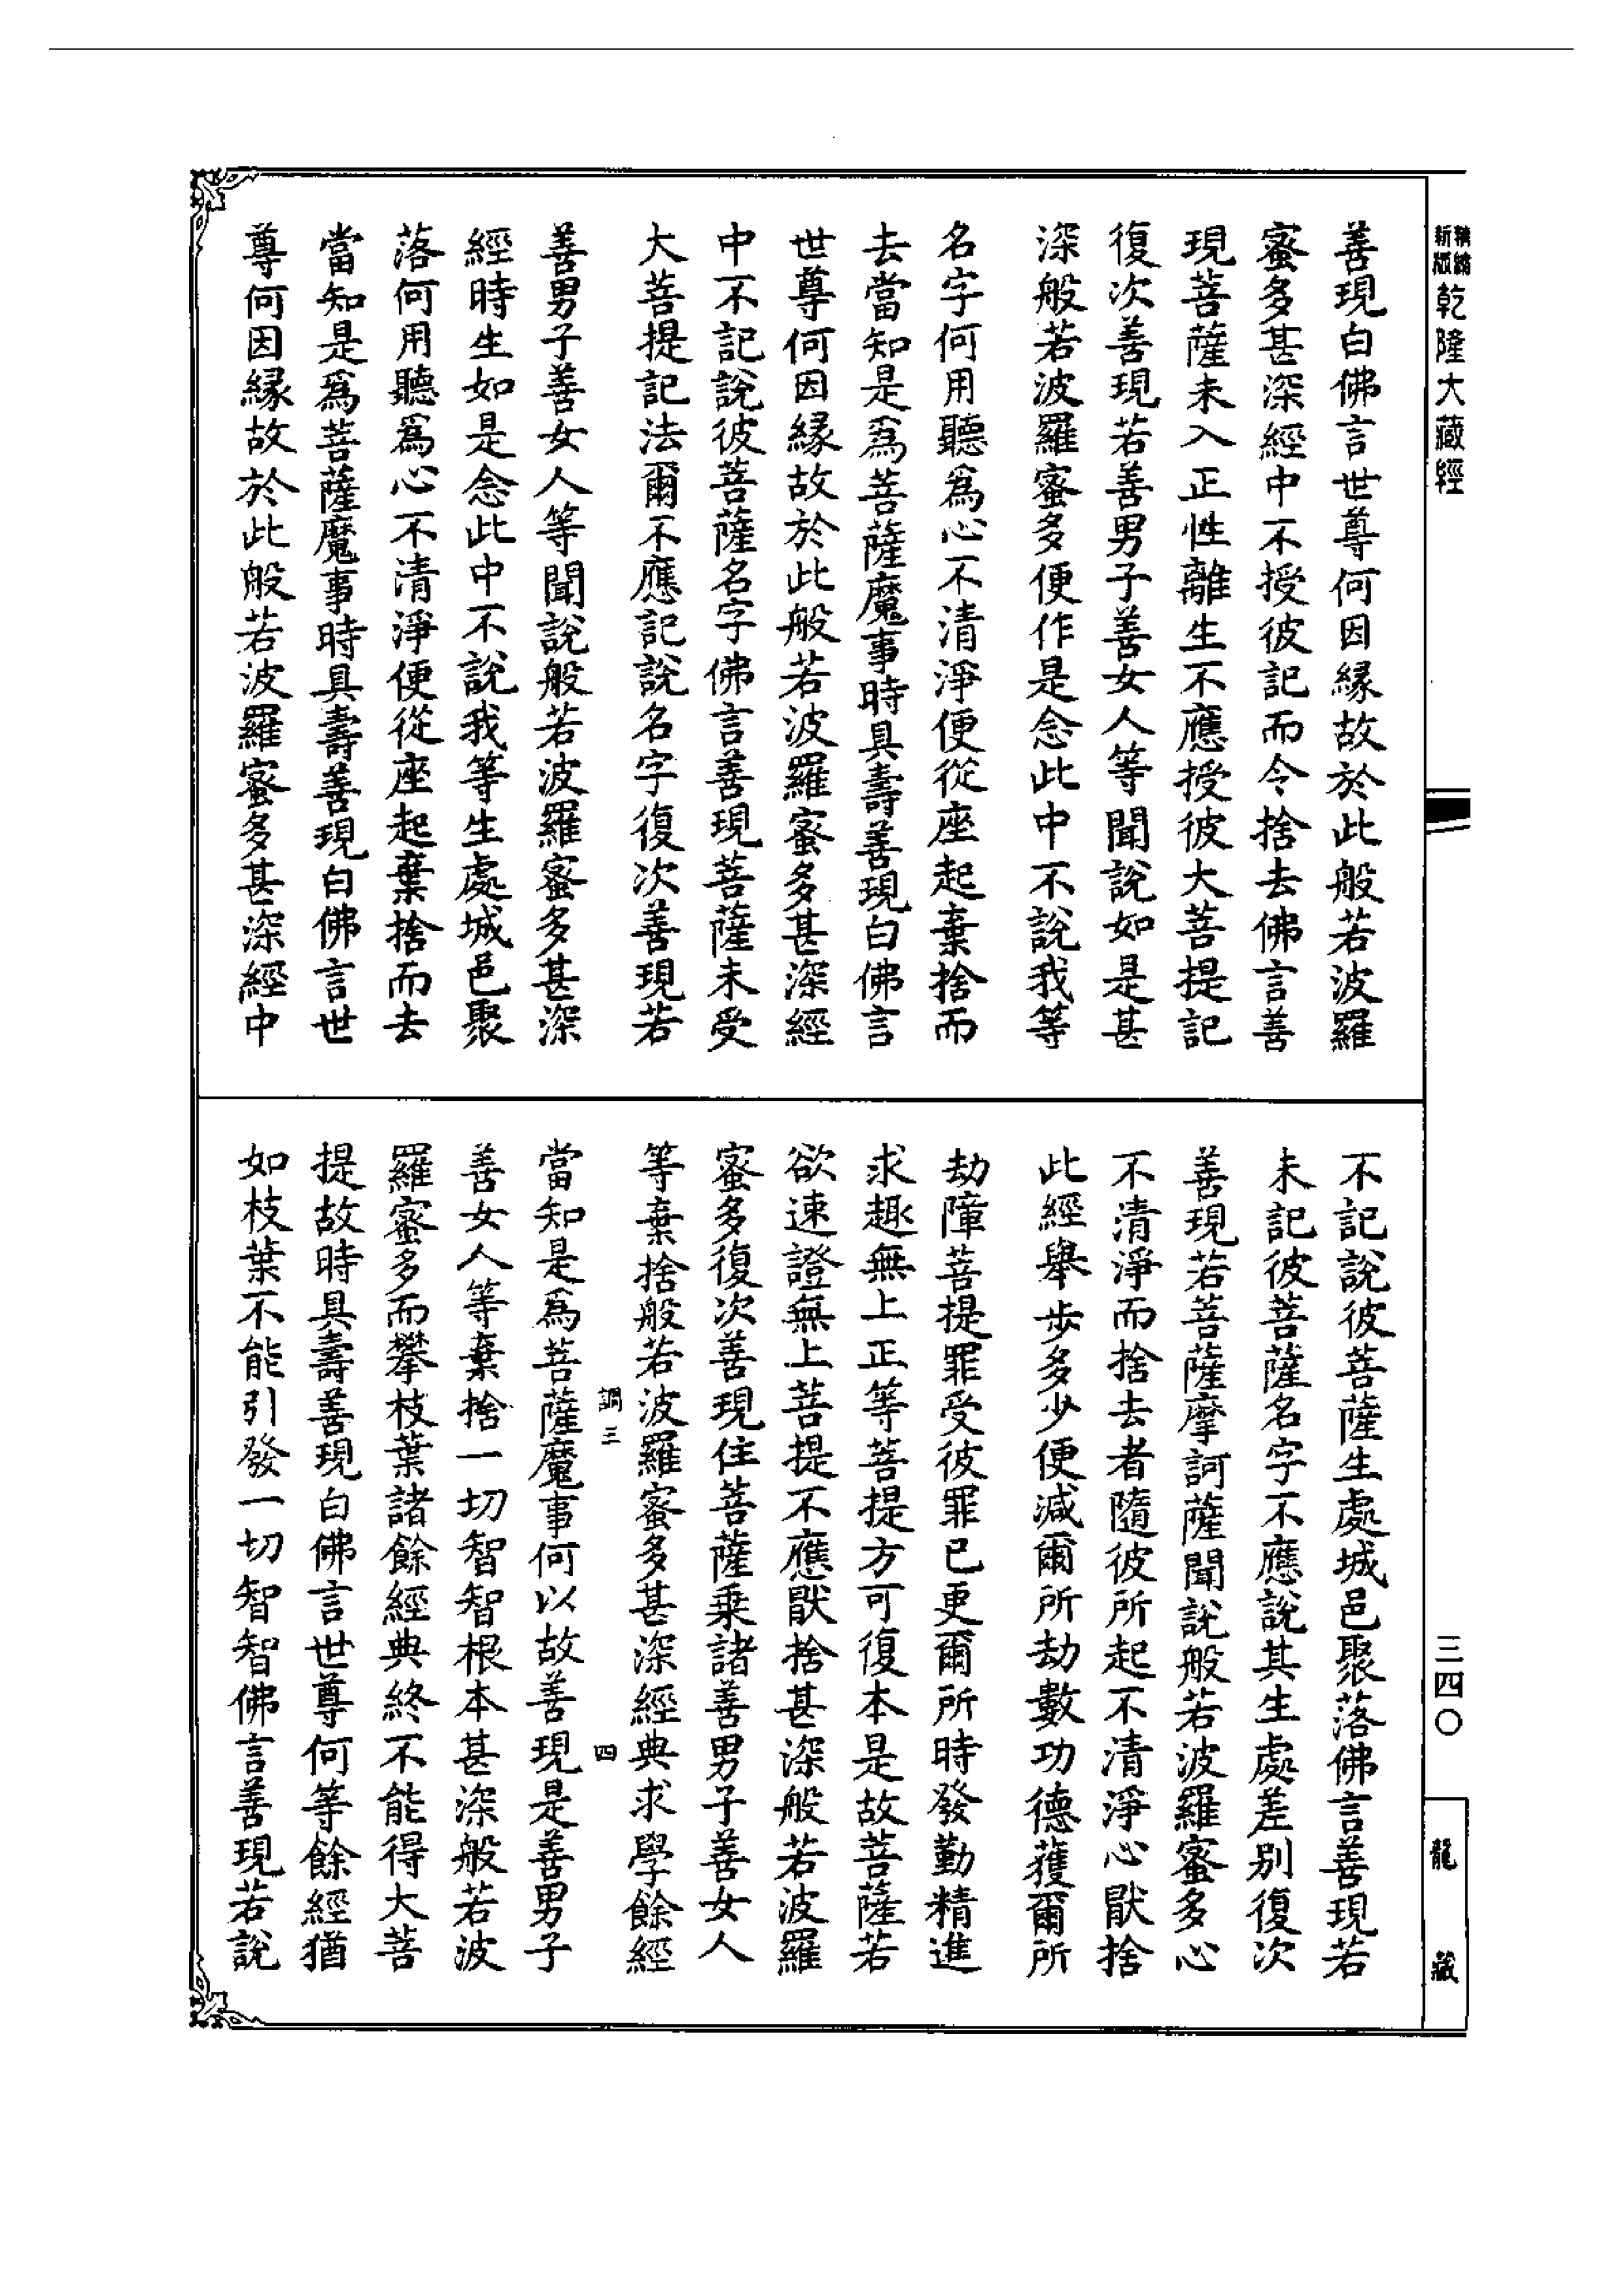 精縮新版乾隆大藏經
善現白佛言世尊何因緣故於此般若波羅
蜜多甚深經中不授彼記而令捨去佛言善
現菩薩未入正性離生不應授彼大菩提記
復次善現若善男子善女人等聞說如是甚
深般若波羅蜜多便作是念此中不說我等
名字何用聽爲心不清淨便從座起棄捨而
去當知是爲菩薩魔事時具壽善現白佛言
世尊何因緣故於此般若波羅蜜多甚深經
中不記說彼菩薩名字佛言善現菩薩未受
大菩提記法爾不應記說名字復次善現若
善男子善女人等聞說般若波羅蜜多甚深
經時生如是念此中不說我等生處城邑聚
落何用聽爲心不清淨便從座起棄捨而去
當知是爲菩薩魔事時具壽善現白佛言世
尊何因緣故於此般若波羅蜜多甚深經中
不記說彼菩薩生處城邑聚落佛言善現若
未記彼菩薩名字不應說其生處差別復次
善現若菩薩摩訶薩聞說般若波羅蜜多心
不清淨而捨去者隨彼所起不清淨心猒捨
此經舉步多少便減爾所劫數功德獲爾所
劫障菩提罪受彼罪已更爾所時發勤精進
求趣無上正等菩提方可復本是故菩薩若
欲速證無上菩提不應猒捨甚深般若波羅
蜜多復次善現住菩薩乘諸善男子善女人
等棄捨般若波羅蜜多甚深經典求學餘經
調三 四
當知是爲菩薩魔事何以故善現是善男子
善女人等棄捨一切智智根本甚深般若波
羅蜜多而攀枝葉諸餘經典終不能得大菩
提故時具壽善現白佛言世尊何等餘經猶
如枝葉不能引發一切智智佛言善現若說
三四〇
龍藏